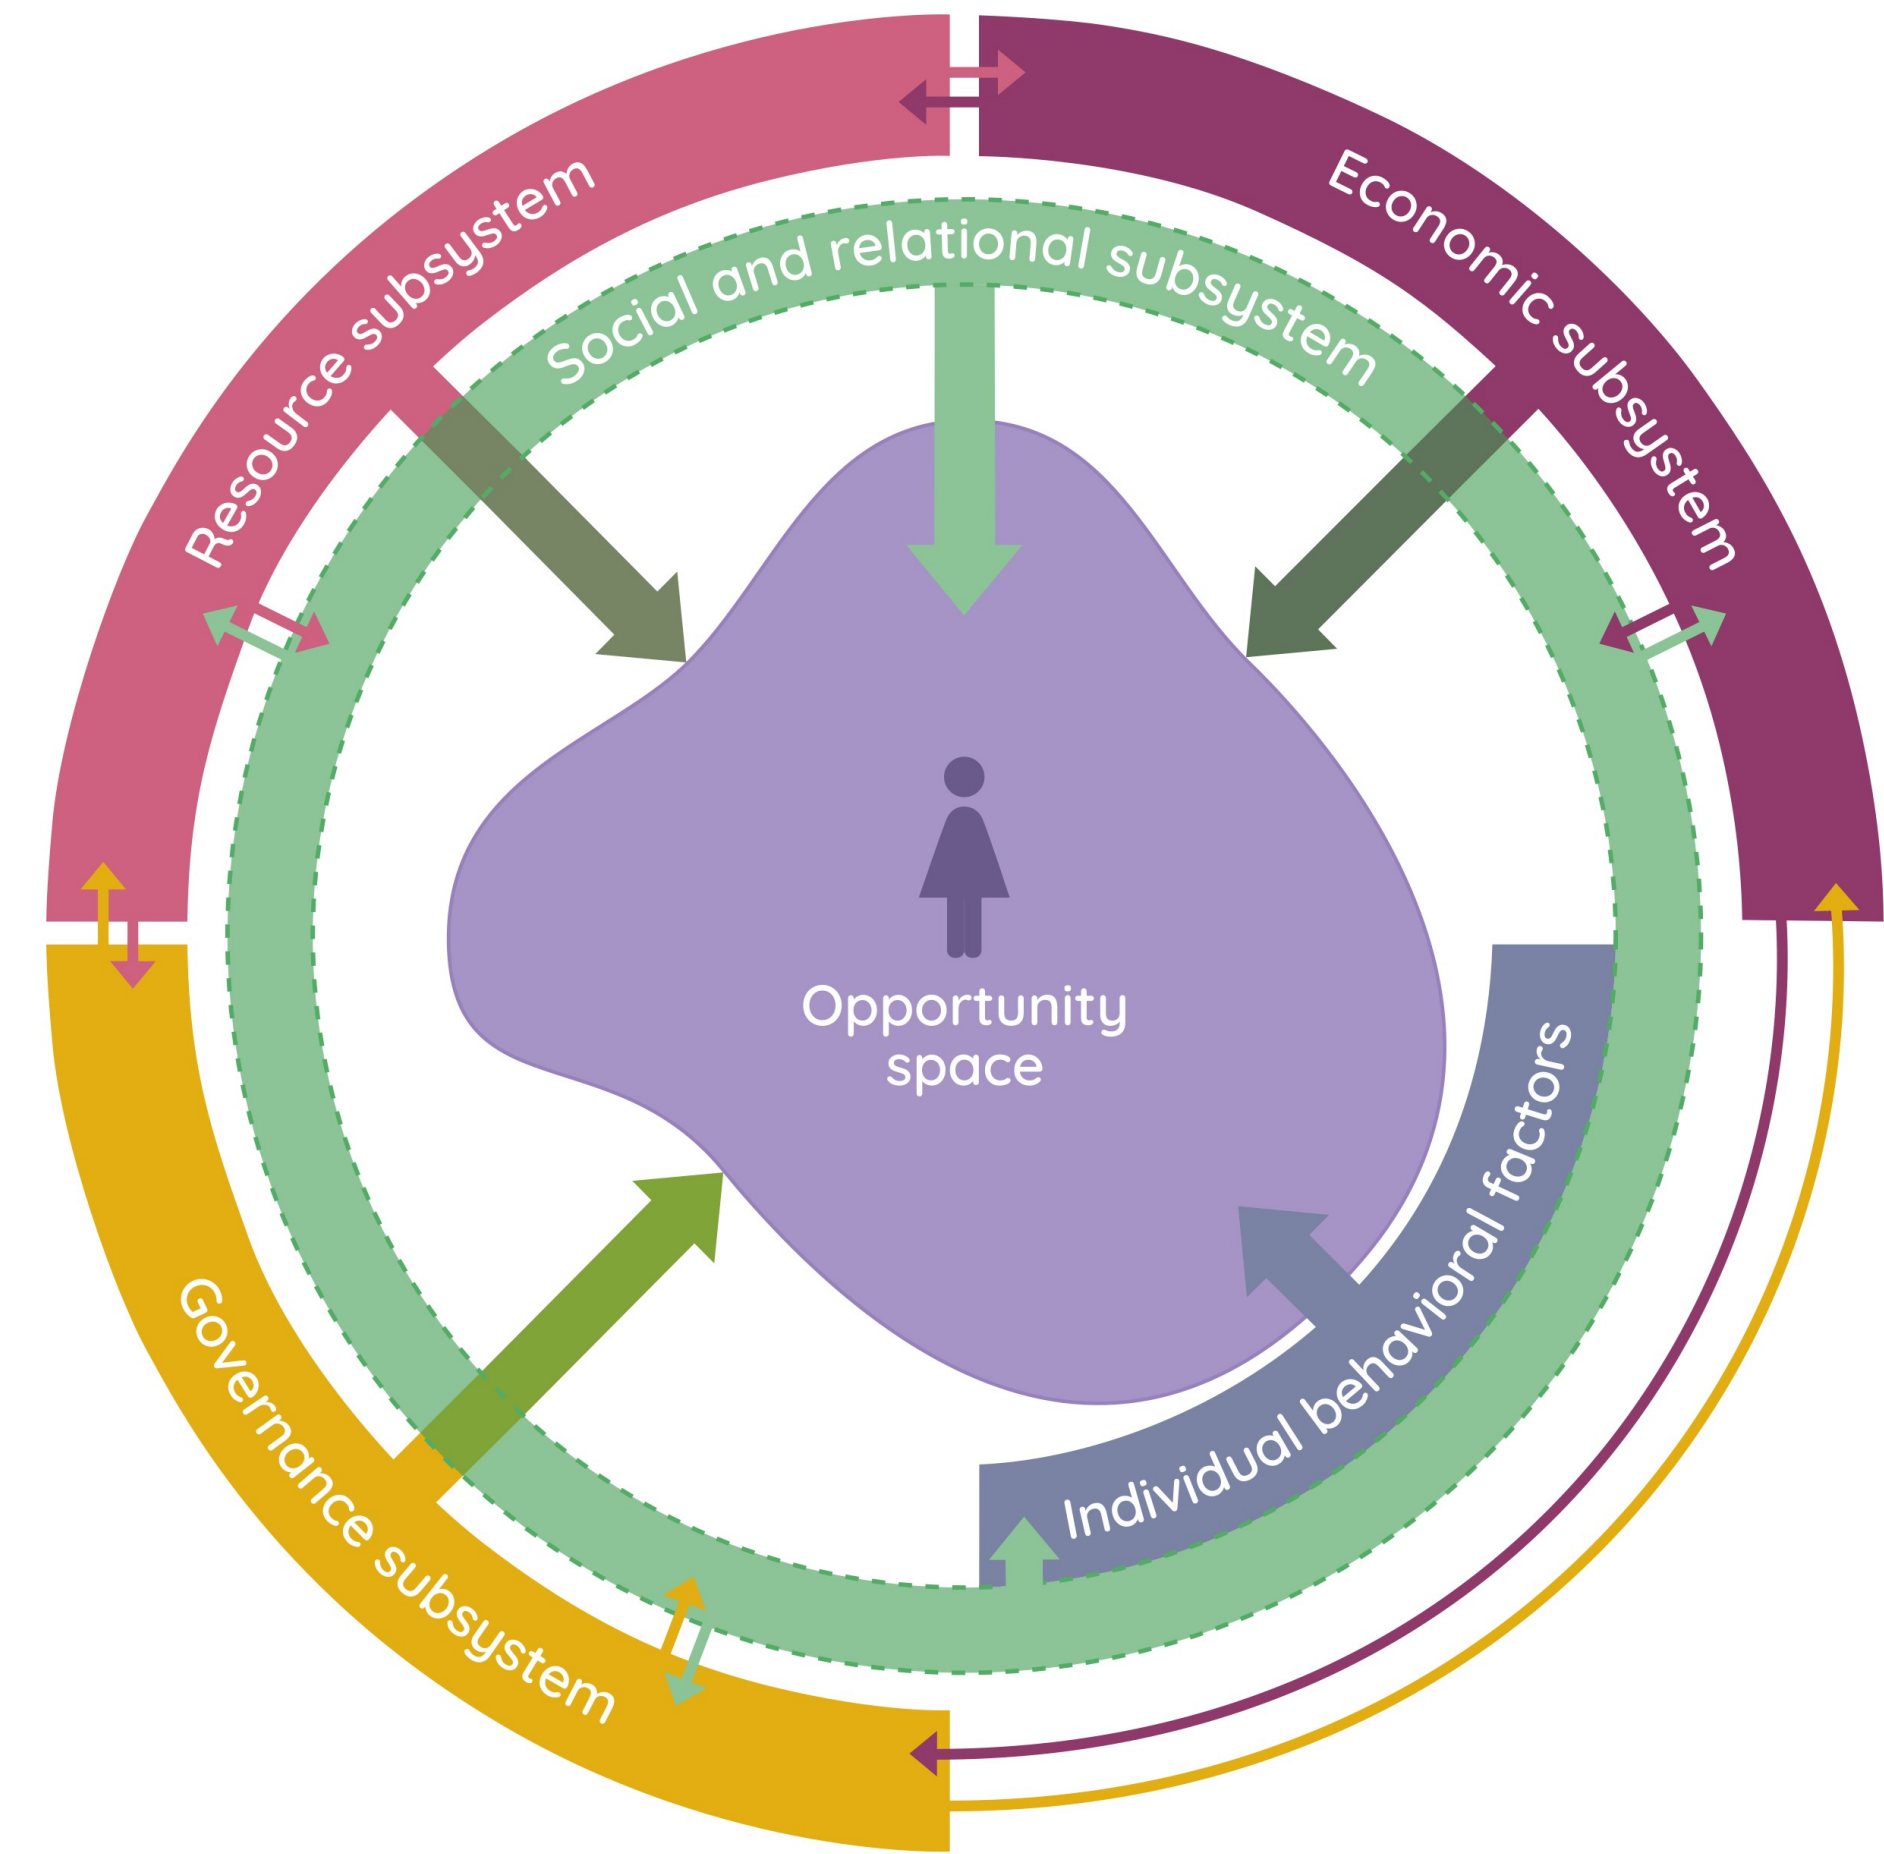 Resource subsystem
Economic subsystem
Social and relational subsystem
Opportunity
space
Individual behavioral factors
Governance subsystem